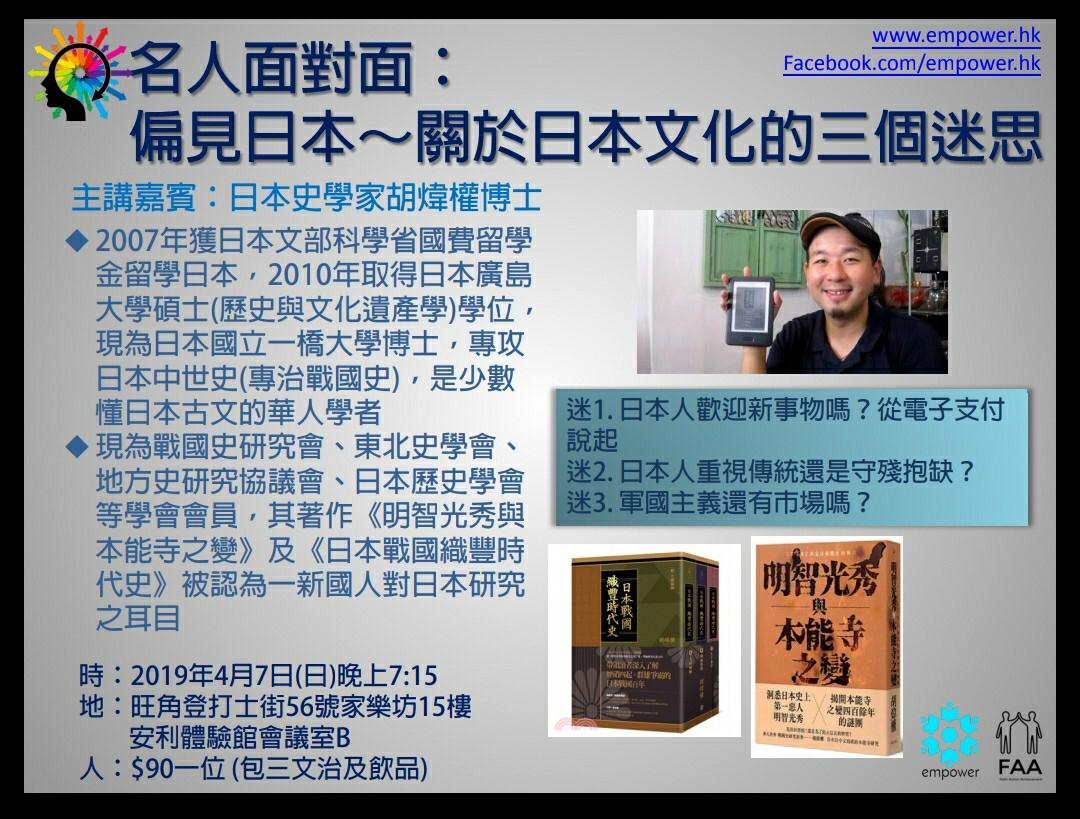 www.empower.hk
Facebook.com/empower.hk
名人面對面：
偏見日本～關於日本文化的三個迷思
主講嘉賓：日本史學家胡煒權博士
◆ 2007年獲日本文部科學省國費留學
金留學日本，2010年取得日本廣島
大學碩士(歷史與文化遺產學)學位，
現為日本國立一橋大學博士，專攻
日本中世史(專治戰國史)，是少數
懂日本古文的華人學者
◆ 現為戰國史研究會、東北史學會、
地方史研究協議會、日本歷史學會
等學會會員，其著作《明智光秀與
本能寺之變》及《日本戰國織豐時
代史》被認為一新國人對日本研究
之耳目
迷1. 日本人歡迎新事物嗎？從電子支付
說起
迷2. 日本人重視傳統還是守殘抱缺？
迷3. 軍國主義還有市場嗎？
日本戰國
織豐時代史
帶領讀者深入了解
日本戰國百年
明智光秀
與
本能寺
之變
洞悉日本史上
第一惡人
明智光秀
揭開本能寺
之變四百餘年
的謎團
時：2019年4月7日(日)晚上7:15
地：旺角登打士街56號家樂坊15樓
安利體驗館會議室B
人：$90一位 (包三文治及飲品)
empower
FAA